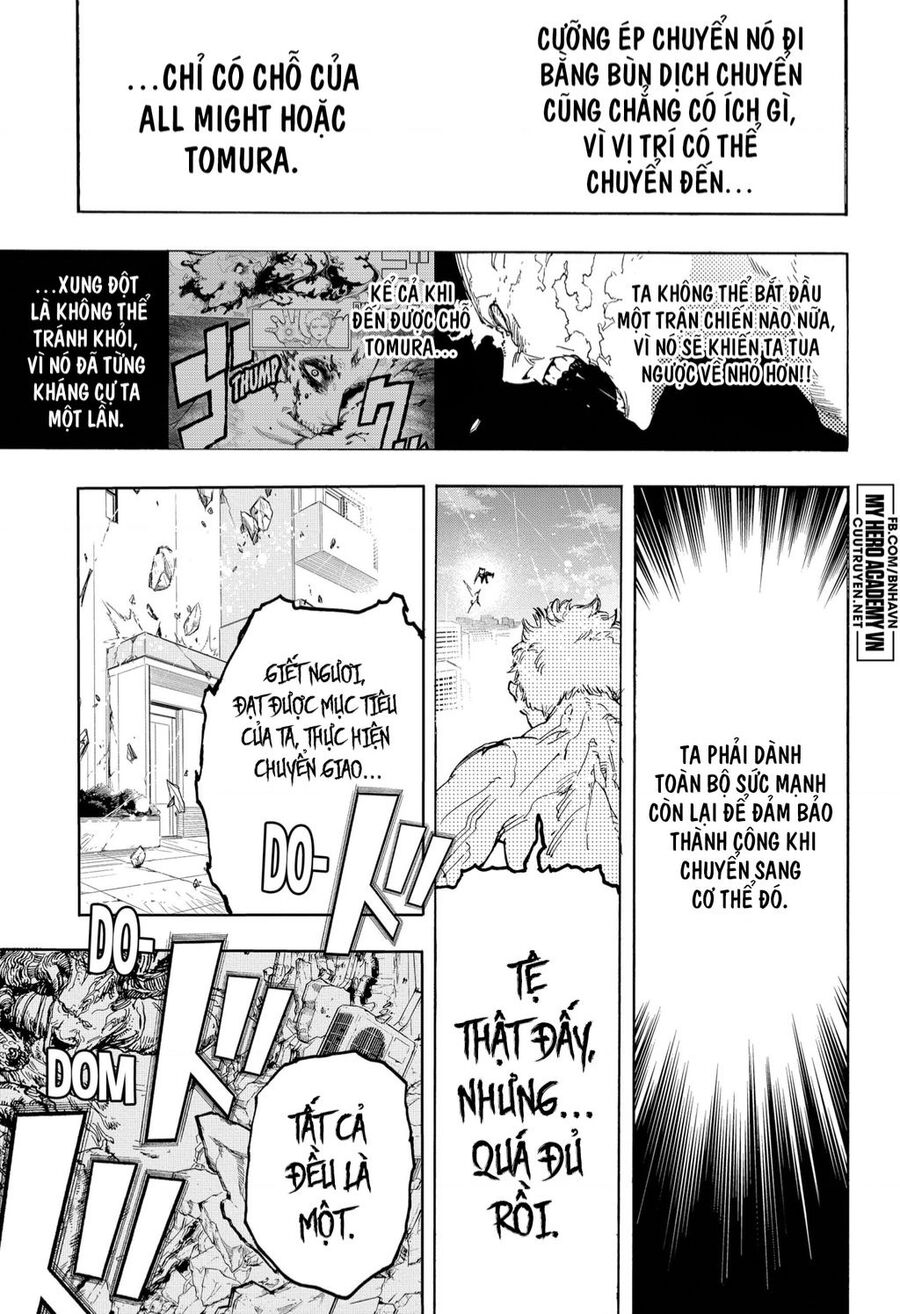 CƯỠNG ÉP CHUYỂN NÓ ĐI
BẰNG BÙN DỊCH CHUYỂN
CŨNG CHẲNG CÓ ÍCH GÌ,
VÌ VỊ TRÍ CÓ THỂ
CHUYỂN ĐẾN...
...CHỈ CÓ CHỖ CỦA
ALL MIGHT HOẶC
TOMURA.
TA KHÔNG THỂ BẮT ĐẦU
MỘT TRẬN CHIẾN NÀO NỮA,
VÌ NÓ SẼ KHIẾN TA TUA
NGƯỢC VỀ NHỎ HƠN!!
KỂ CẢ KHI
ĐẾN ĐƯỢC CHỖ
TOMURA...
THUMP
ゴ
ク
...XUNG ĐỘT
LÀ KHÔNG THỂ
TRÁNH KHỎI,
VÌ NÓ ĐÃ TỪNG
KHÁNG CỰ TA
MỘT LẦN.
FB.COM/BNHAVN
MY HERO ACADEMY VN
CUUTRUYEN.NET
TA PHẢI DÀNH
TOÀN BỘ SỨC MẠNH
CÒN LẠI ĐỂ ĐẢM BẢO
THÀNH CÔNG KHI
CHUYỂN SANG
CƠ THỂ ĐÓ.
TỆ
THẬT ĐẤY,
NHƯNG...
QUÁ ĐỦ
RỒI.
GIẾT NGƯƠI,
ĐẠT ĐƯỢC MỤC TIÊU
CỦA TA, THỰC HIỆN
CHUYỂN GIAO...
DO-
ド
DO-
ド
DOM
TẤT CẢ
ĐỀU LÀ
MỘT.